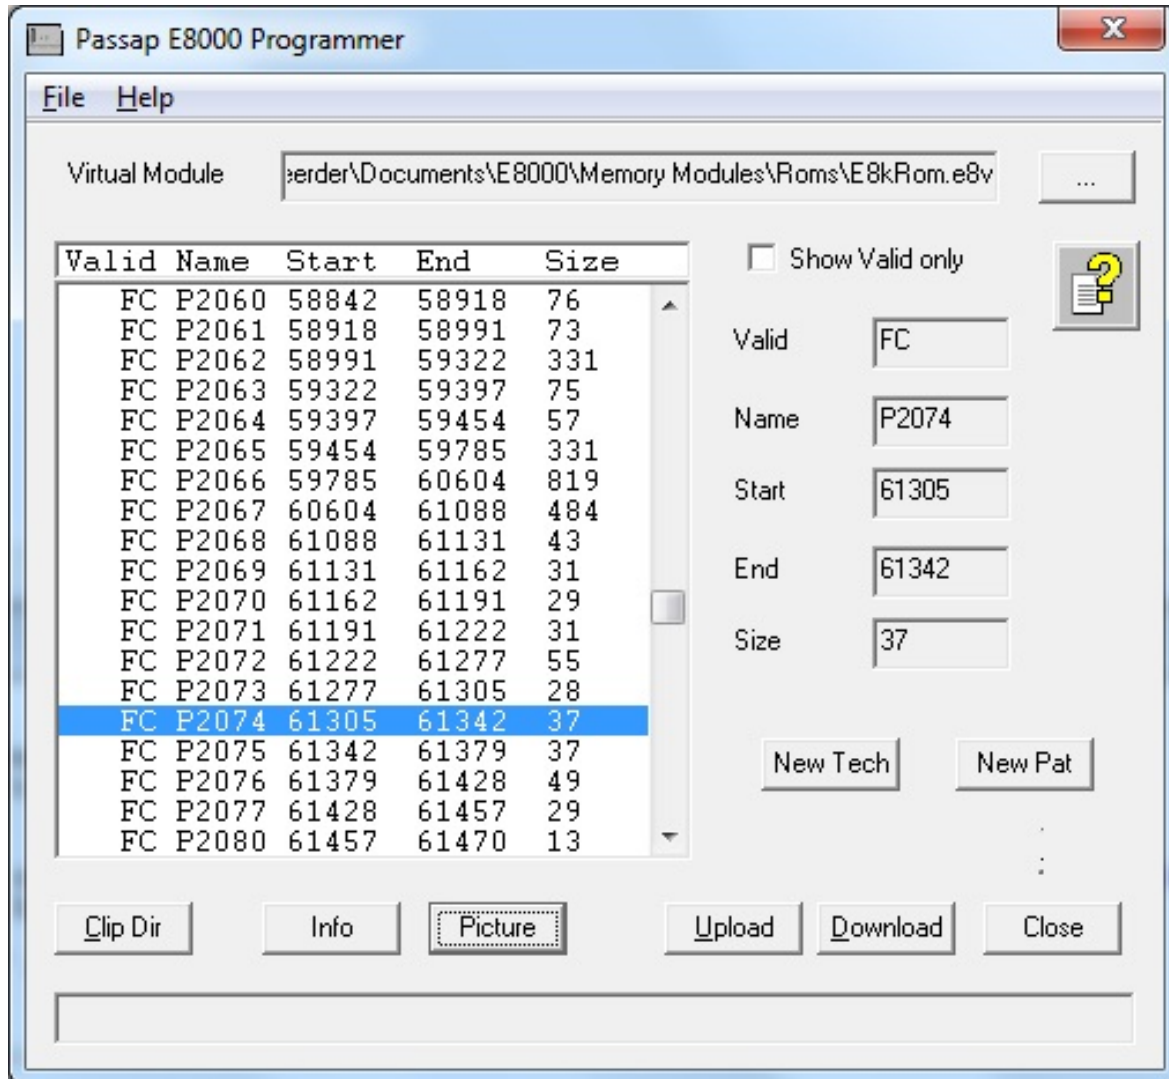 Passap E8000 Programmer
File Help
Virtual Module eerder\Documents\E8000\Memory Modules\Roms\E8kRom.e8v ...
Valid Name Start End Size
FC P2060 58842 58918 76
FC P2061 58918 58991 73
FC P2062 58991 59322 331
FC P2063 59322 59397 75
FC P2064 59397 59454 57
FC P2065 59454 59785 331
FC P2066 59785 60604 819
FC P2067 60604 61088 484
FC P2068 61088 61131 43
FC P2069 61131 61162 31
FC P2070 61162 61191 29
FC P2071 61191 61222 31
FC P2072 61222 61277 55
FC P2073 61277 61305 28
FC P2074 61305 61342 37
FC P2075 61342 61379 37
FC P2076 61379 61428 49
FC P2077 61428 61457 29
FC P2080 61457 61470 13
Show Valid only
Valid FC
Name P2074
Start 61305
End 61342
Size 37
New Tech New Pat
Clip Dir Info Picture Upload Download Close